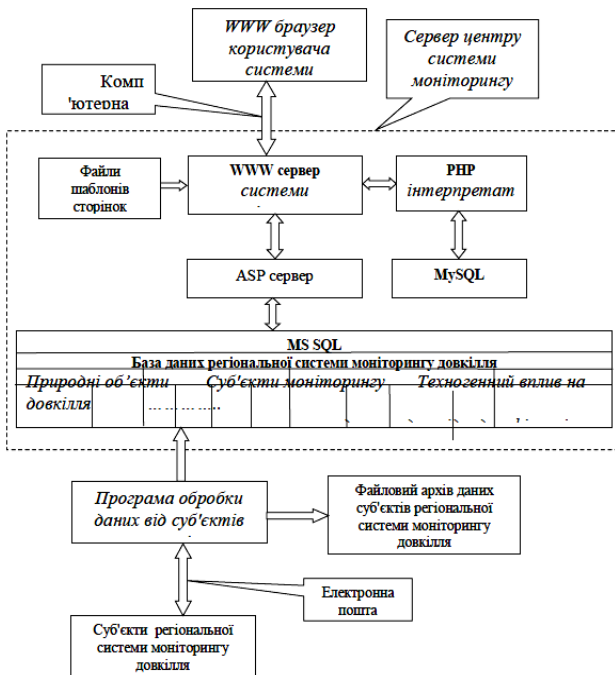 WWW браузер
користувача
системи
Сервер центру
системи
моніторингу
Комп
'ютерна
Файли
шаблонів
сторінок
WWW сервер
системи
PHP
інтерпретат
ASP сервер
MySQL
MS SQL
База даних регіональної системи моніторингу довкілля
Природні об’єкти Суб'єкти моніторингу Техногенний вплив на
довкілля ... ... ... ... ..
Програма обробки
даних від суб'єктів
Файловий архів даних
суб'єктів регіональної
системи моніторингу
довкілля
Електронна
пошта
Суб'єкти регіональної
системи моніторингу
довкілля